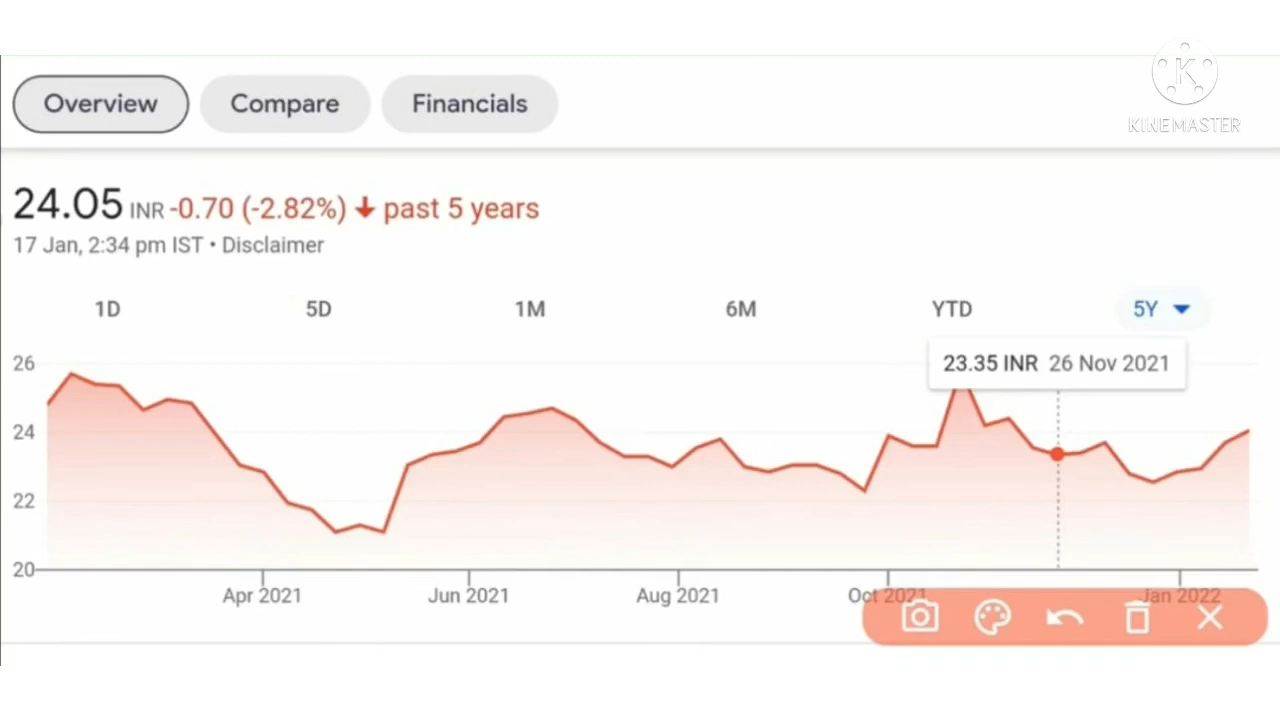 Overview Compare Financials
K
KINEMASTER
24.05 INR -0.70 (-2.82%) ↓ past 5 years
17 Jan, 2:34 pm IST • Disclaimer
1D 5D 1M 6M YTD 5Y
23.35 INR 26 Nov 2021
26
24
22
20
Apr 2021 Jun 2021 Aug 2021 Oct 2021 Jan 2022